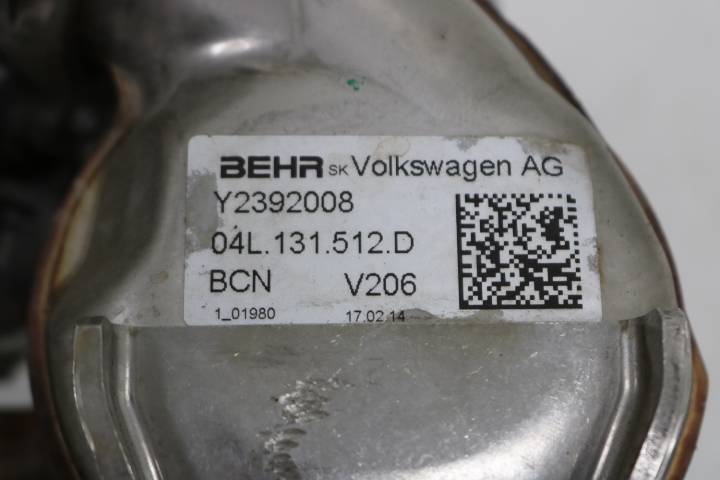 BEHR SK Volkswagen AG
Y2392008
04L.131.512.D
BCN V206
1_01980 17.02.14